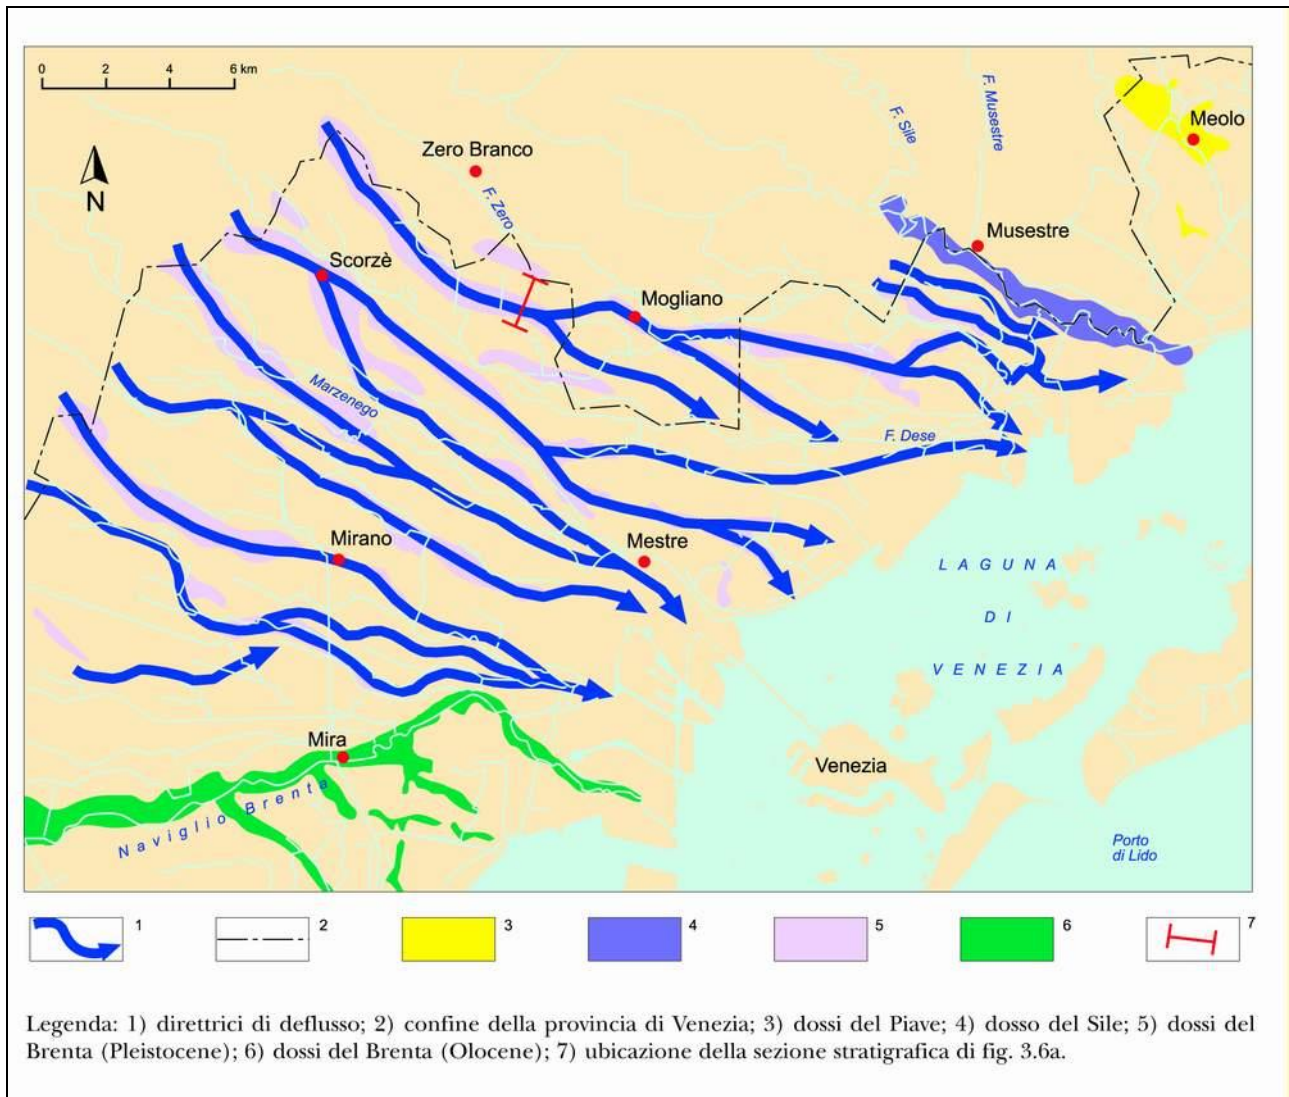 0 2 4 6 km
N
F. Sile
F. Musestre
Meolo
Zero Branco
F. Zero
Musestre
Scorzè
Mogliano
Marzenego
F. Dese
Mirano
Mestre
LAGUNA
DI
VENEZIA
Mira
Naviglio Brenta
Venezia
Porto
di Lido
1 2 3 4 5 6 7
Legenda: 1) direttrici di deflusso; 2) confine della provincia di Venezia; 3) dossi del Piave; 4) dosso del Sile; 5) dossi del
Brenta (Pleistocene); 6) dossi del Brenta (Olocene); 7) ubicazione della sezione stratigrafica di fig. 3.6a.